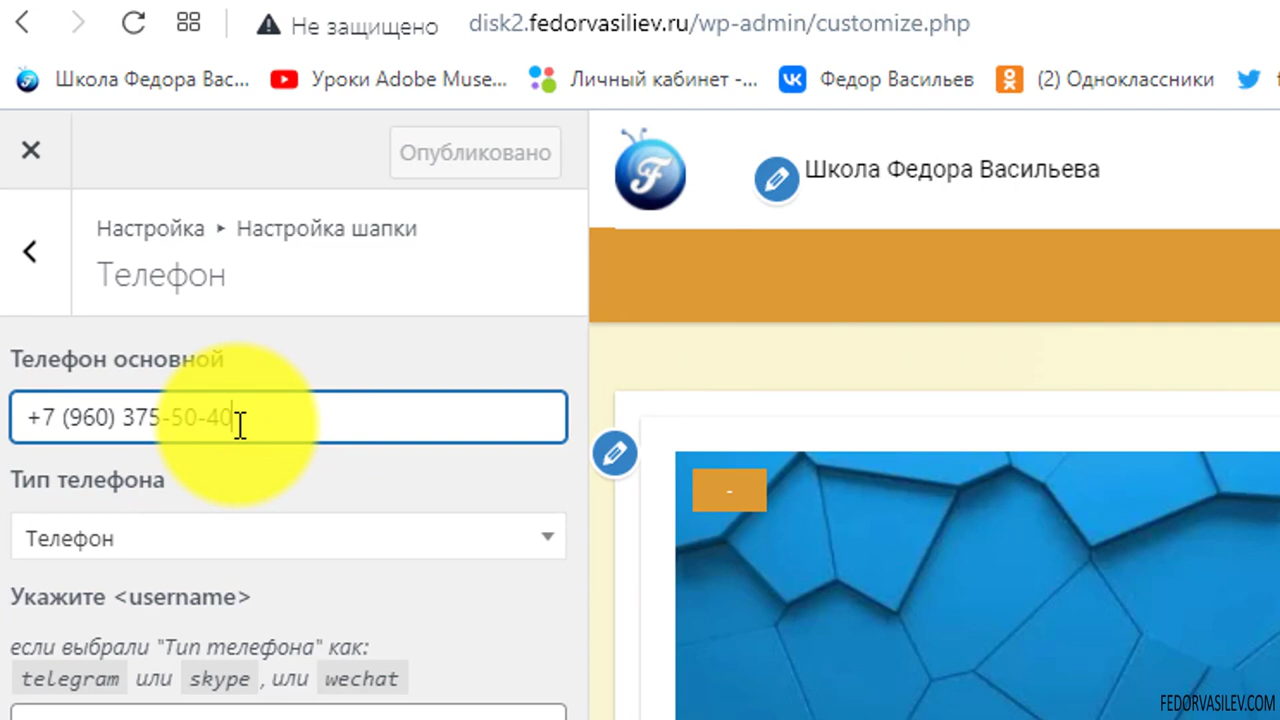 Не защищено disk2.fedorvasiliev.ru/wp-admin/customize.php
Школа Федора Вас... Уроки Adobe Muse... Личный кабинет -... Федор Васильев (2) Одноклассники
Опубликовано
Школа Федора Васильева
Настройка ▸ Настройка шапки
Телефон
Телефон основной
+7 (960) 375-50-40
Тип телефона
-
Телефон
Укажите <username>
если выбрали "Тип телефона" как:
telegram или skype, или wechat
FEDORVASILEV.COM